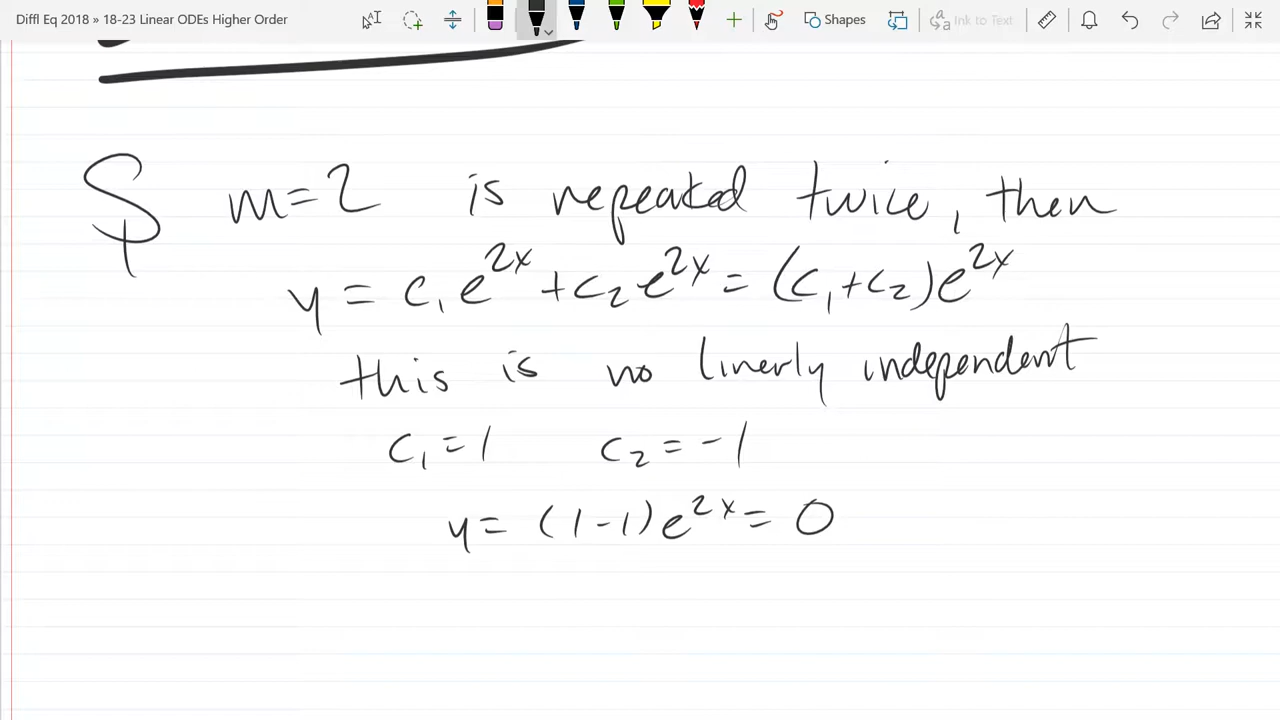 Diffl Eq 2018 » 18-23 Linear ODEs Higher Order
Shapes
Ink to Text
m=2 is repeated twice, then
y = c₁e^{2x} + c₂e^{2x} = (c₁+c₂)e^{2x}
this is no linerly independent
c₁ = 1 c₂ = -1
y = (1-1)e^{2x} = 0